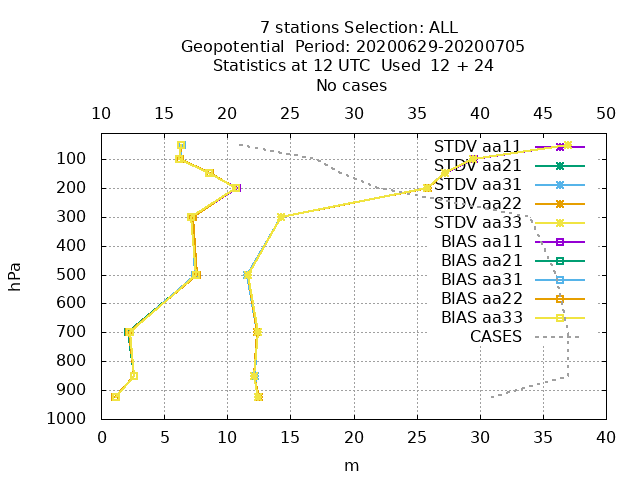 7 stations Selection: ALL
Geopotential  Period: 20200629-20200705
Statistics at 12 UTC  Used  12 + 24
No cases
10 15 20 25 30 35 40 45 50
STDV aa11
STDV aa21
STDV aa31
STDV aa22
STDV aa33
BIAS aa11
BIAS aa21
BIAS aa31
BIAS aa22
BIAS aa33
CASES
100
200
300
400
500
600
700
800
900
1000
hPa
0 5 10 15 20 25 30 35 40
m